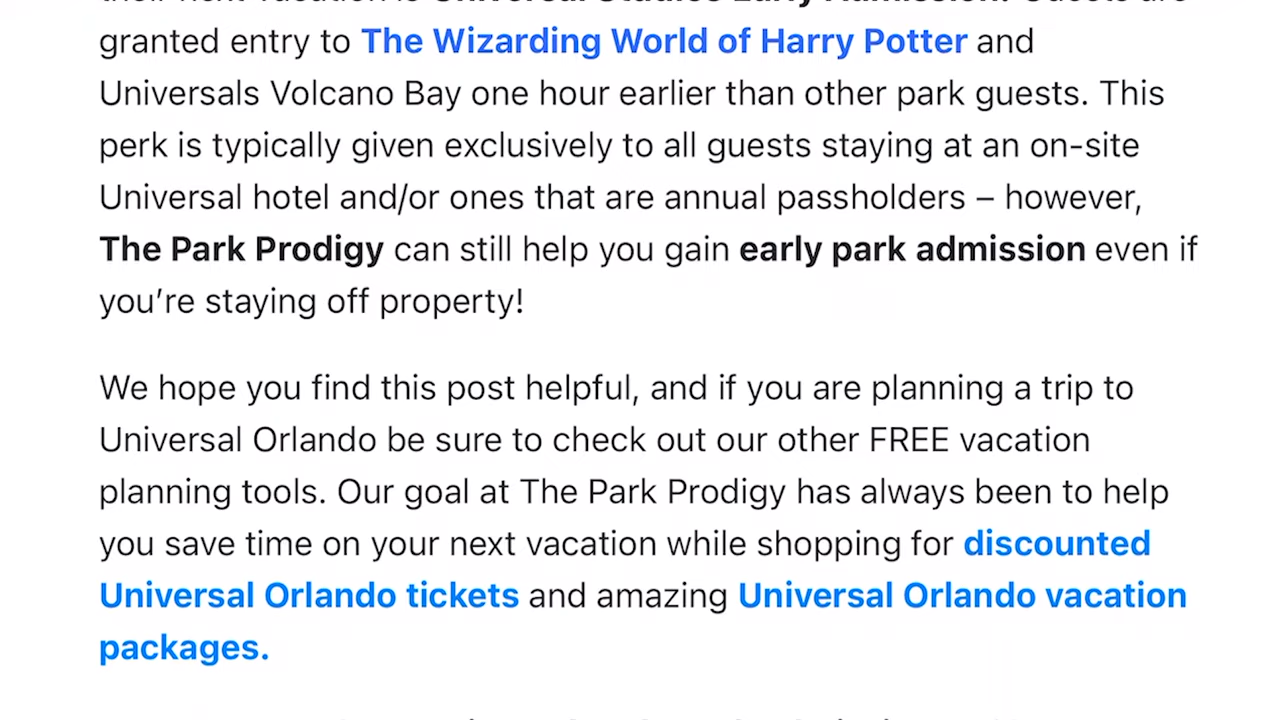 granted entry to The Wizarding World of Harry Potter and
Universals Volcano Bay one hour earlier than other park guests. This
perk is typically given exclusively to all guests staying at an on-site
Universal hotel and/or ones that are annual passholders – however,
The Park Prodigy can still help you gain early park admission even if
you’re staying off property!
We hope you find this post helpful, and if you are planning a trip to
Universal Orlando be sure to check out our other FREE vacation
planning tools. Our goal at The Park Prodigy has always been to help
you save time on your next vacation while shopping for discounted
Universal Orlando tickets and amazing Universal Orlando vacation
packages.